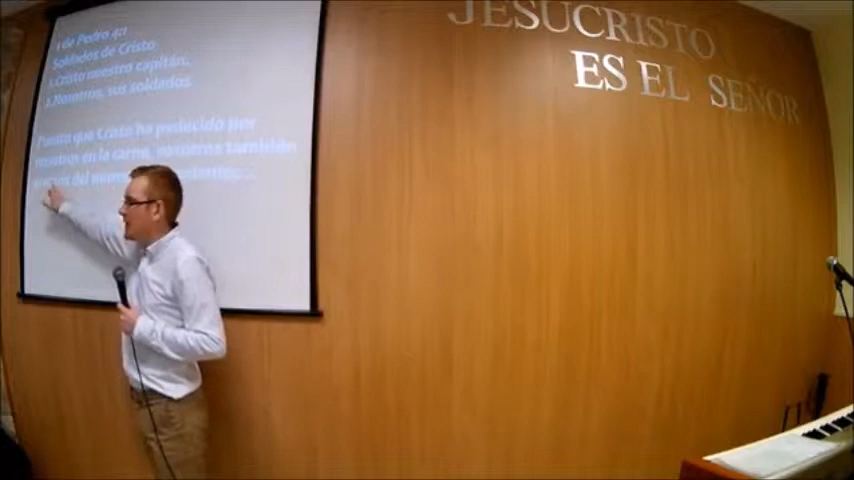 1 de Pedro 4:1
Soldados de Cristo
1.Cristo nuestro capitán.
2.Nosotros, sus soldados.
Puesto que Cristo ha padecido por
nosotros en la carne, vosotros también
del
JESUCRISTO
ES EL SEÑOR